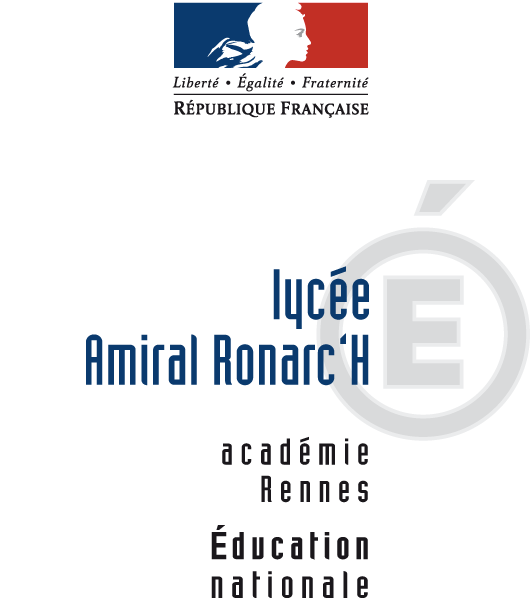 Liberté • Égalité • Fraternité
RÉPUBLIQUE FRANÇAISE
É
lycée
Amiral Ronarc‘H
académie
Rennes
Éducation
nationale